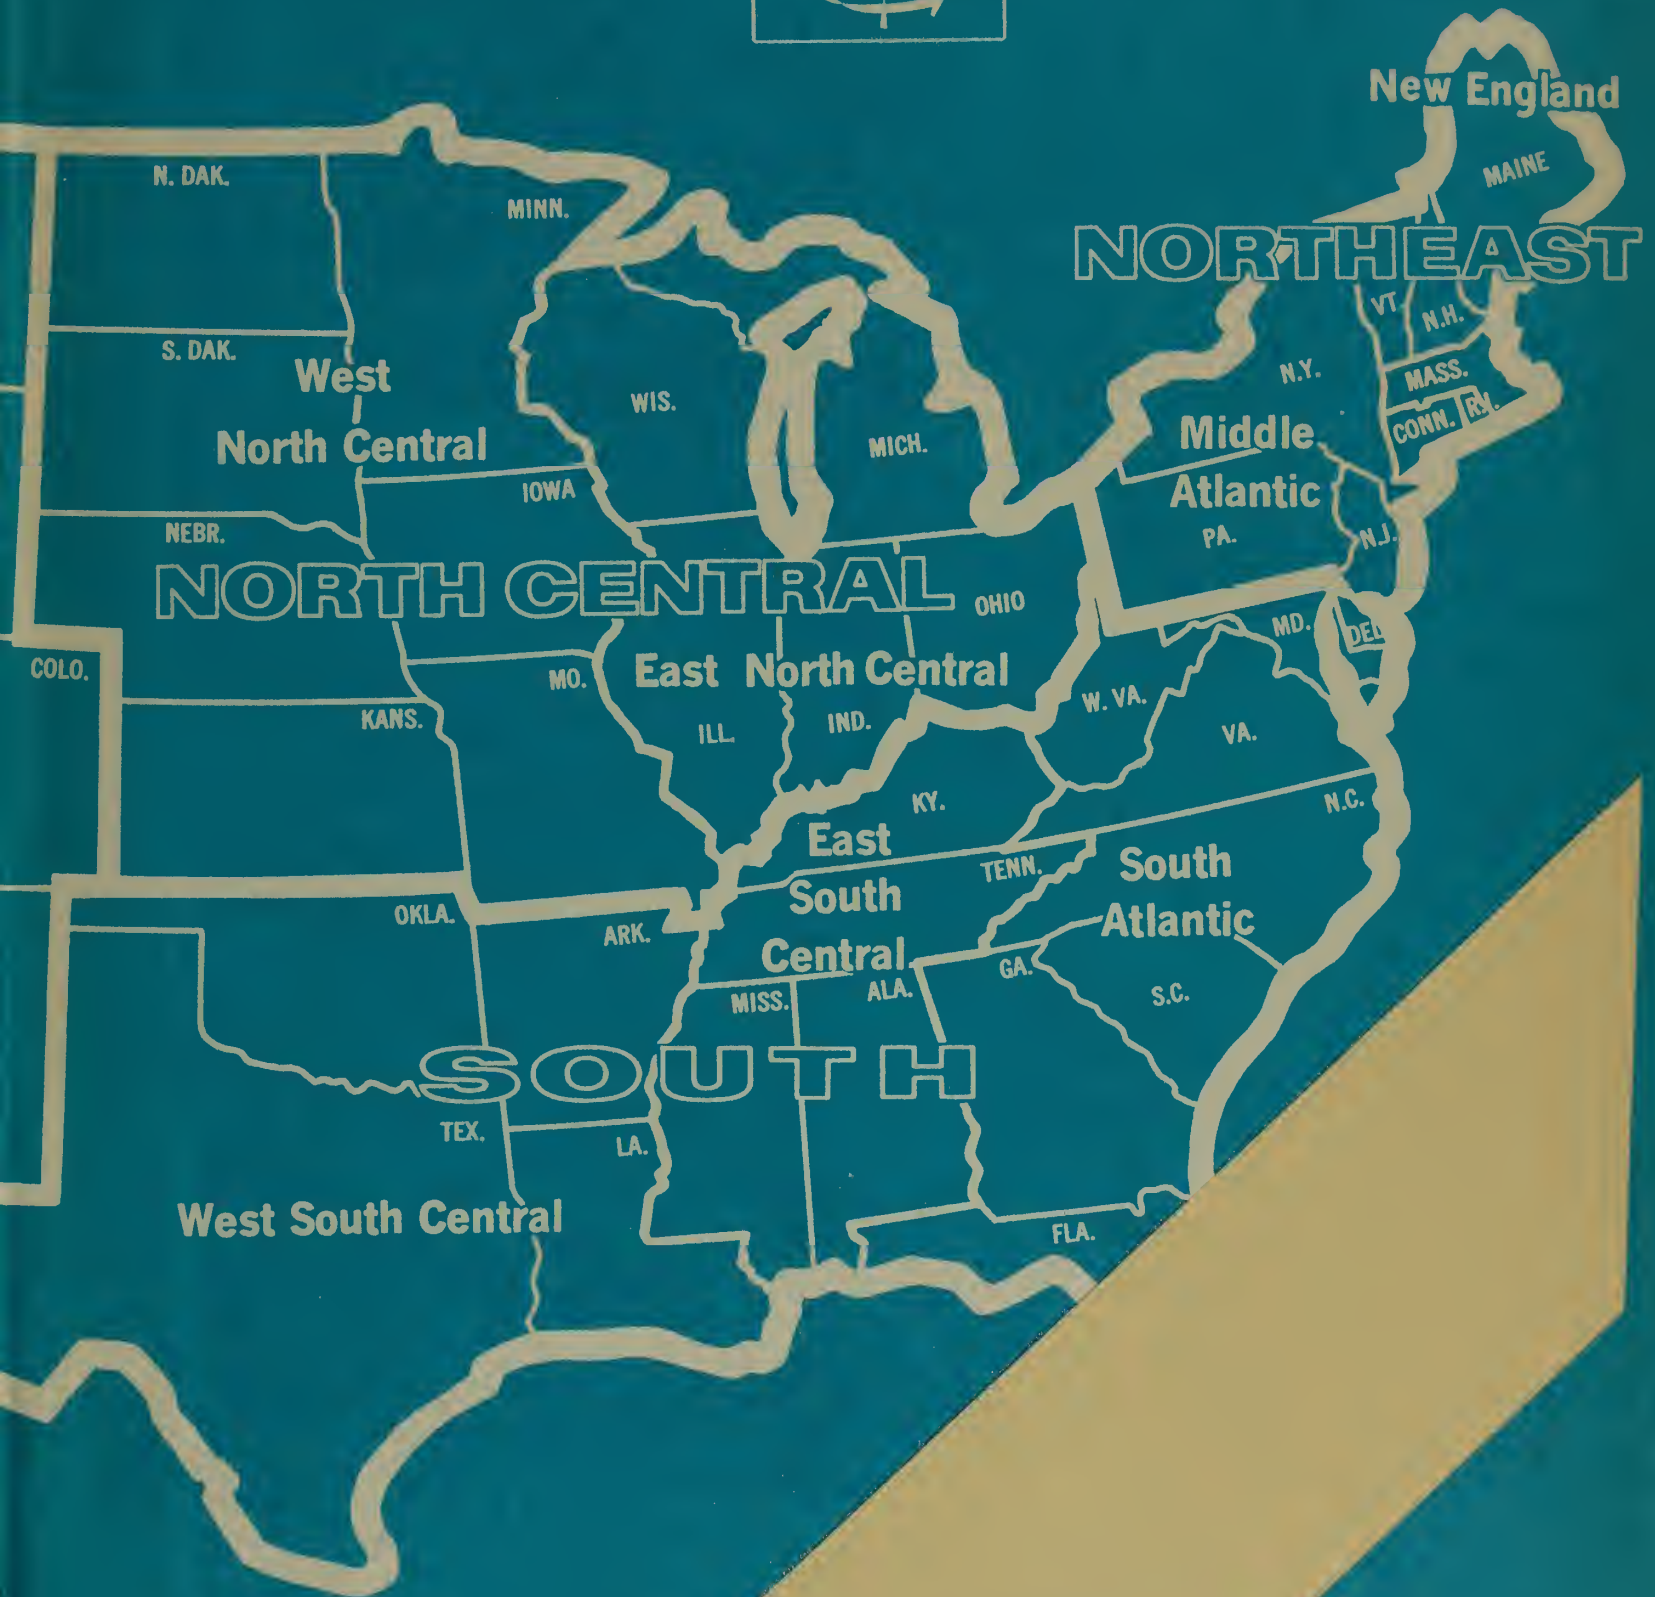 New England
MAINE
N. DAK.
MINN.
NORTHEAST
VT.
N.H.
S. DAK.
West
North Central
WIS.
N.Y.
MASS.
CONN.
R.I.
MICH.
Middle
Atlantic
IOWA
NEBR.
PA.
N.J.
NORTH CENTRAL
OHIO
MD.
DEL.
COLO.
MO.
East North Central
W. VA.
KANS.
ILL.
IND.
VA.
KY.
N.C.
East
South
Central
TENN.
South
Atlantic
OKLA.
ARK.
GA.
MISS.
ALA.
S.C.
SOUTH
TEX.
LA.
West South Central
FLA.